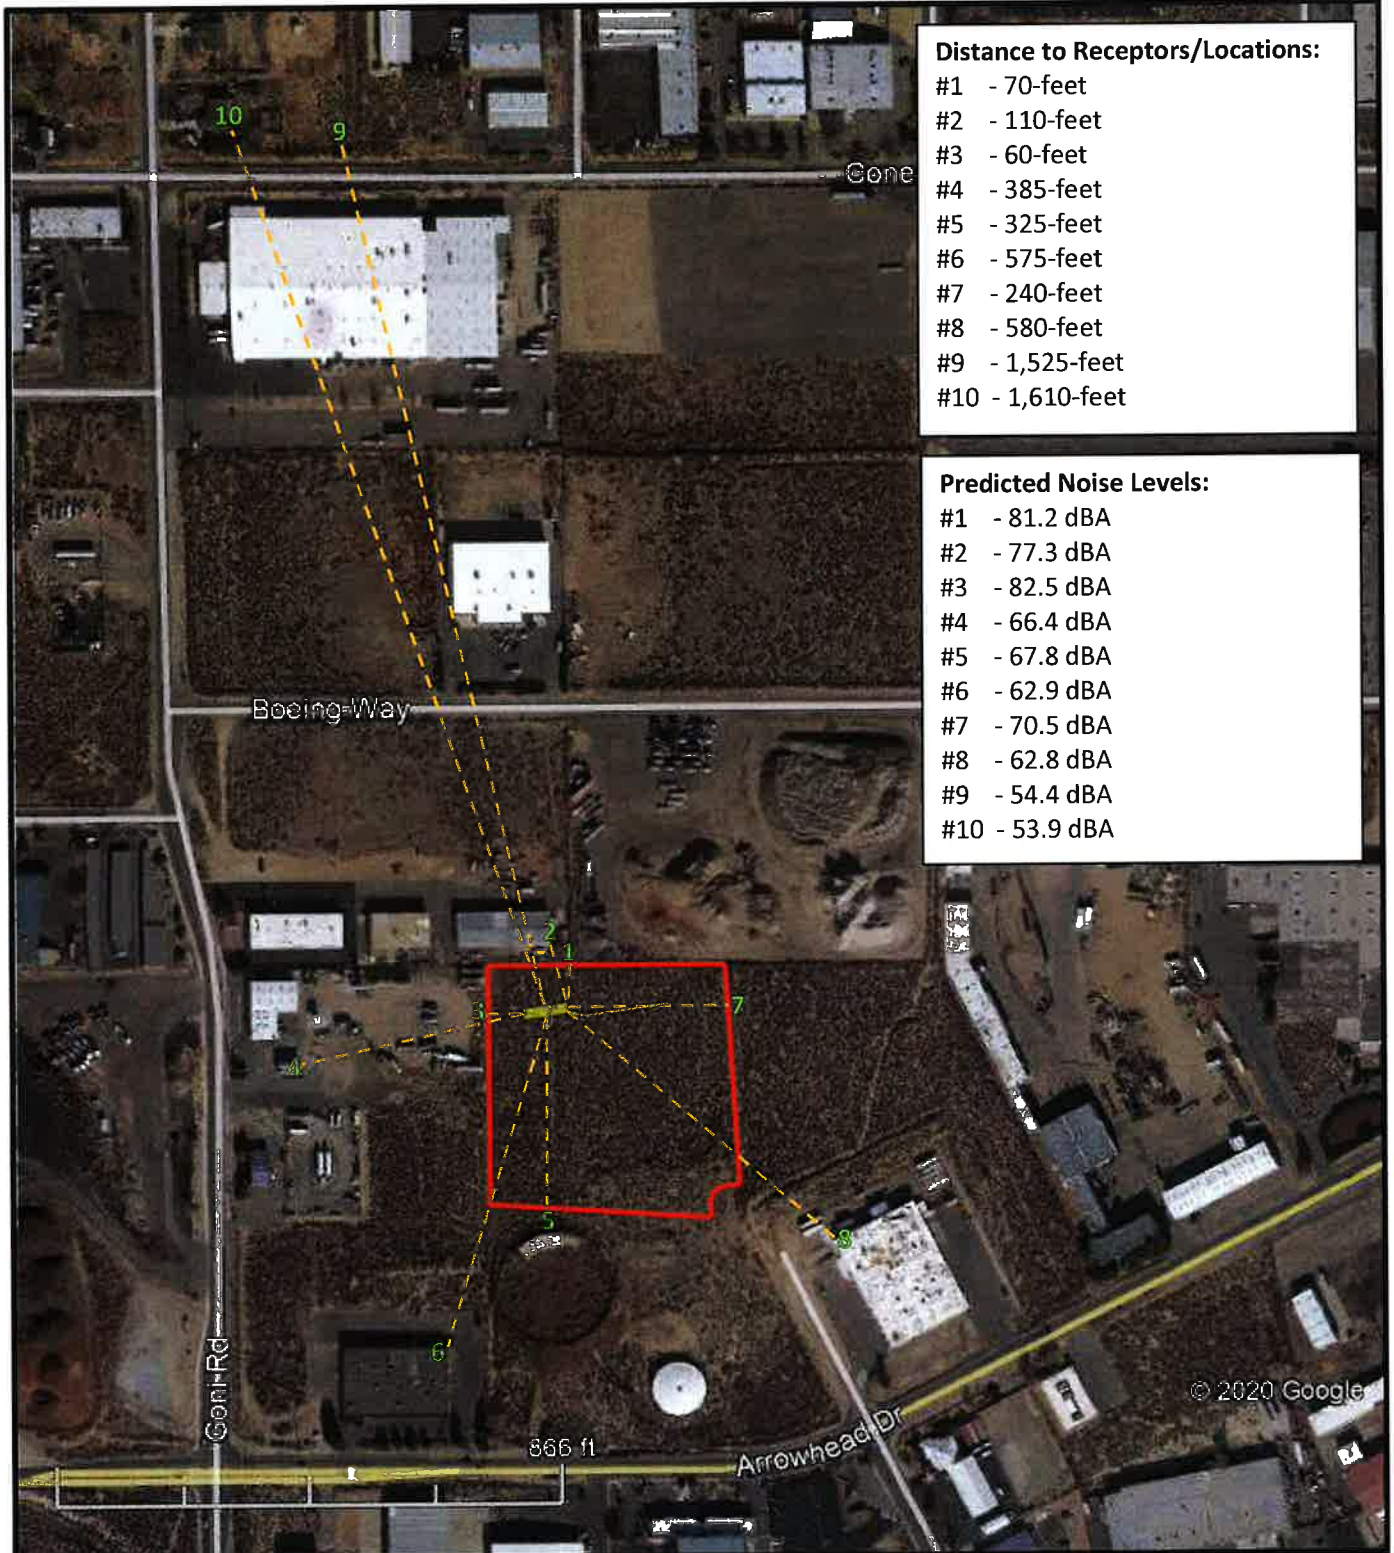 Distance to Receptors/Locations:
#1 - 70-feet
#2 - 110-feet
#3 - 60-feet
#4 - 385-feet
#5 - 325-feet
#6 - 575-feet
#7 - 240-feet
#8 - 580-feet
#9 - 1,525-feet
#10 - 1,610-feet
Predicted Noise Levels:
#1 - 81.2 dBA
#2 - 77.3 dBA
#3 - 82.5 dBA
#4 - 66.4 dBA
#5 - 67.8 dBA
#6 - 62.9 dBA
#7 - 70.5 dBA
#8 - 62.8 dBA
#9 - 54.4 dBA
#10 - 53.9 dBA
10
9
Cone
Boeing Way
2
1
3
7
4
5
8
6
Goni Rd
866 ft
Arrowhead Dr
© 2020 Google